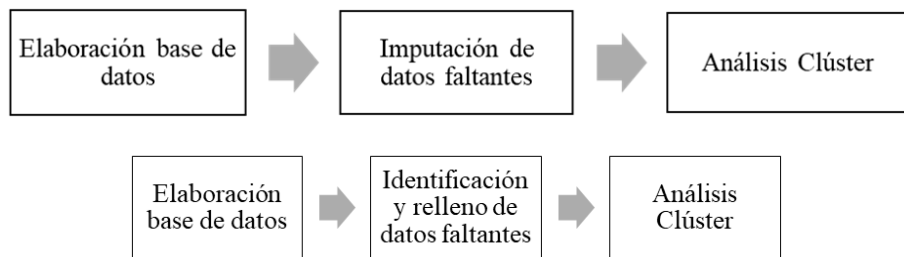 Elaboración base de
datos
Imputación de
datos faltantes
Análisis Clúster
Elaboración
base de datos
Identificación
y relleno de
datos faltantes
Análisis
Clúster